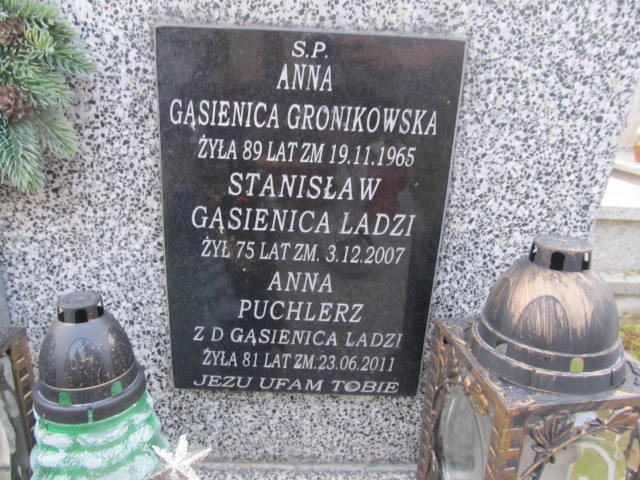 S.P.
ANNA
GĄSIENICA GRONIKOWSKA
ŻYŁA 89 LAT ZM 19.11.1965
STANISŁAW
GĄSIENICA LADZI
ŻYŁ 75 LAT ZM. 3.12.2007
ANNA
PUCHLERZ
Z D GĄSIENICA LADZI
ŻYŁA 81 LAT ZM.23.06.2011
JEZU UFAM TOBIE